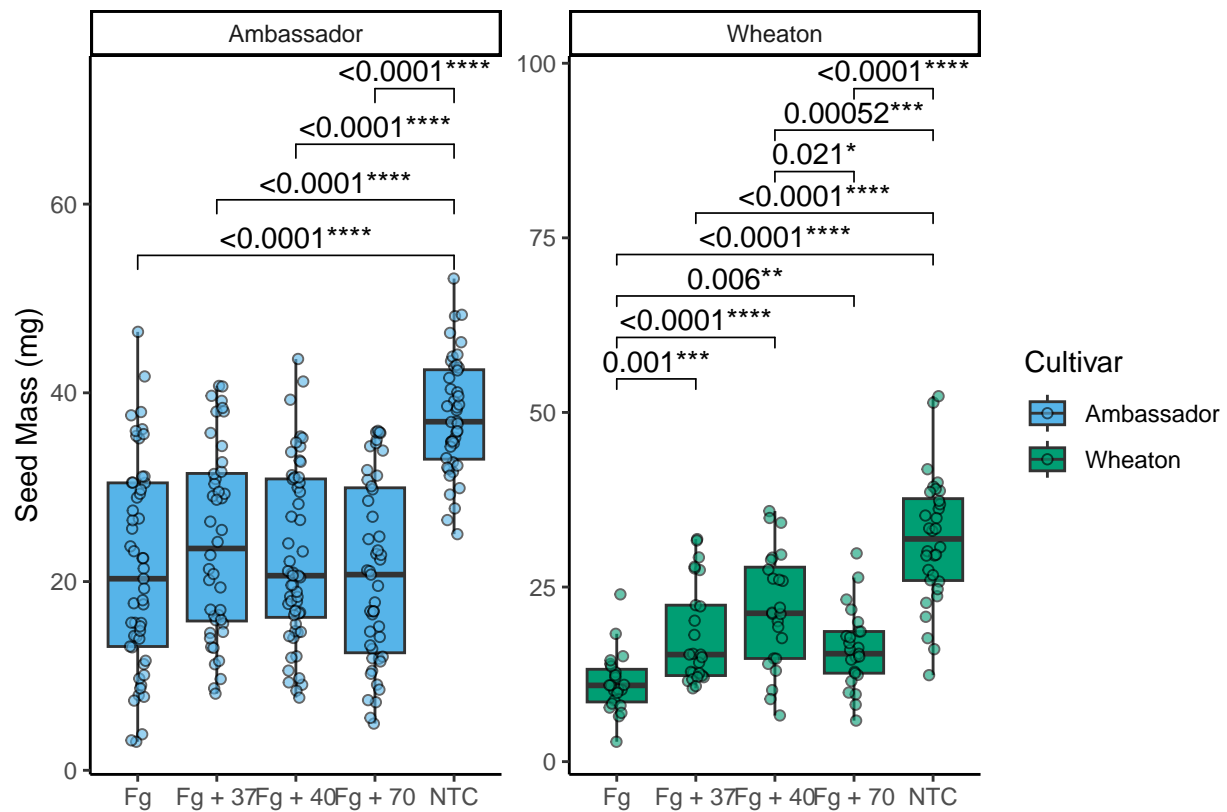 Ambassador
Wheaton
Seed Mass (mg)
60
40
20
0
<0.0001****
<0.0001****
<0.0001****
<0.0001****
Fg
Fg + 37
Fg + 40
Fg + 70
NTC
100
75
50
25
0
<0.0001****
0.00052***
0.021*
<0.0001****
<0.0001****
0.006**
<0.0001****
0.001***
Fg
Fg + 37
Fg + 40
Fg + 70
NTC
Cultivar
Ambassador
Wheaton